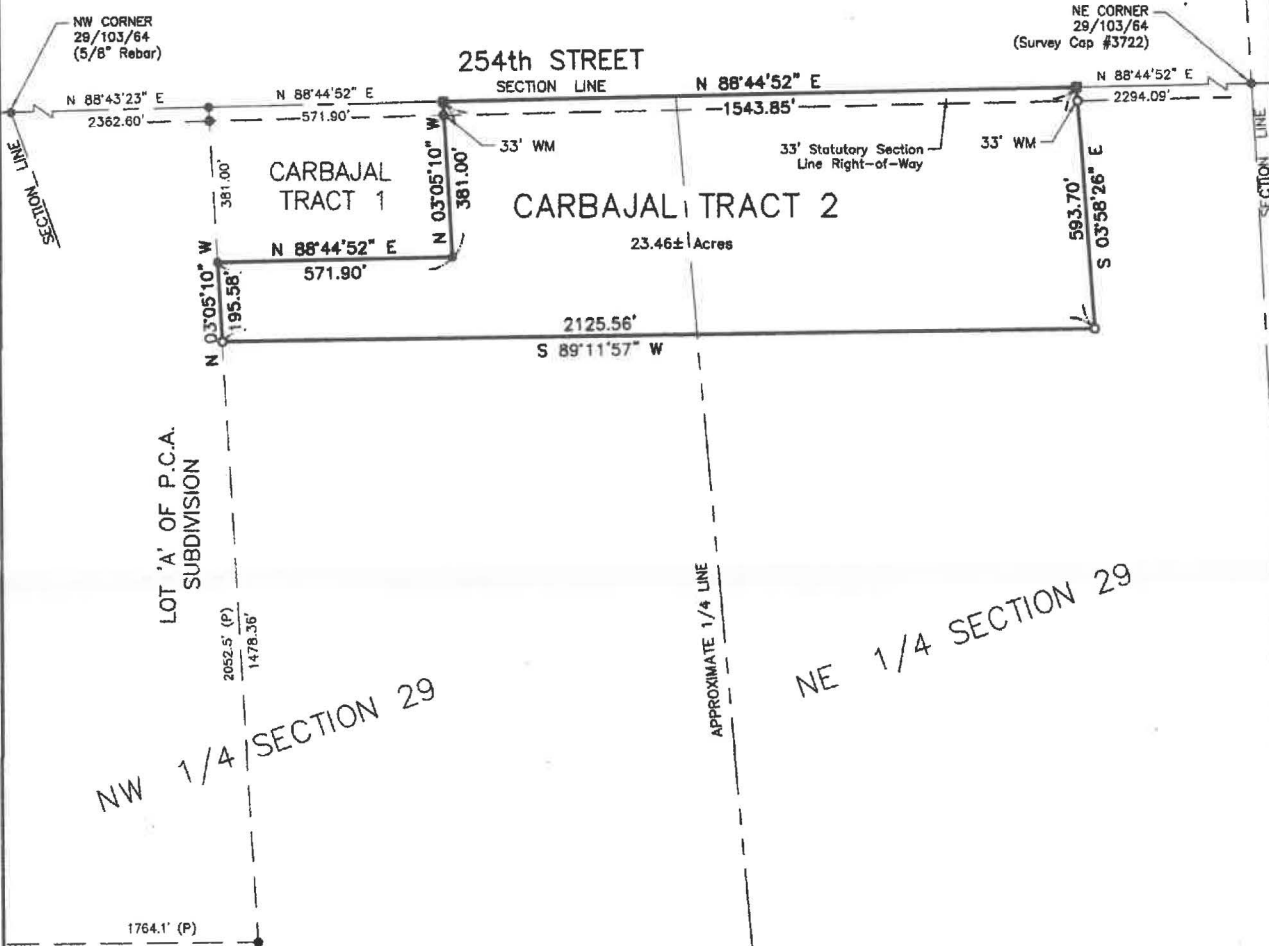 NW CORNER
29/103/64
(5/8" Rebar)
NE CORNER
29/103/64
(Survey Cap #3722)
254th STREET
SECTION LINE
N 88°43'23" E
2362.60'
N 88°44'52" E
571.90'
N 88°44'52" E
1543.85'
N 88°44'52" E
2294.09'
SECTION LINE
SECTION LINE
33' WM
33' Statutory Section
Line Right-of-Way
33' WM
381.00'
CARBAJAL
TRACT 1
N 03°05'10" W
381.00'
CARBAJAL TRACT 2
23.46± Acres
593.70'
S 03°58'26" E
N 88°44'52" E
571.90'
N 03°05'10" W
195.58'
2125.56'
S 89°11'57" W
LOT 'A' OF P.C.A.
SUBDIVISION
2052.5' (P)
1478.36'
APPROXIMATE 1/4 LINE
NW 1/4 SECTION 29
NE 1/4 SECTION 29
1764.1' (P)